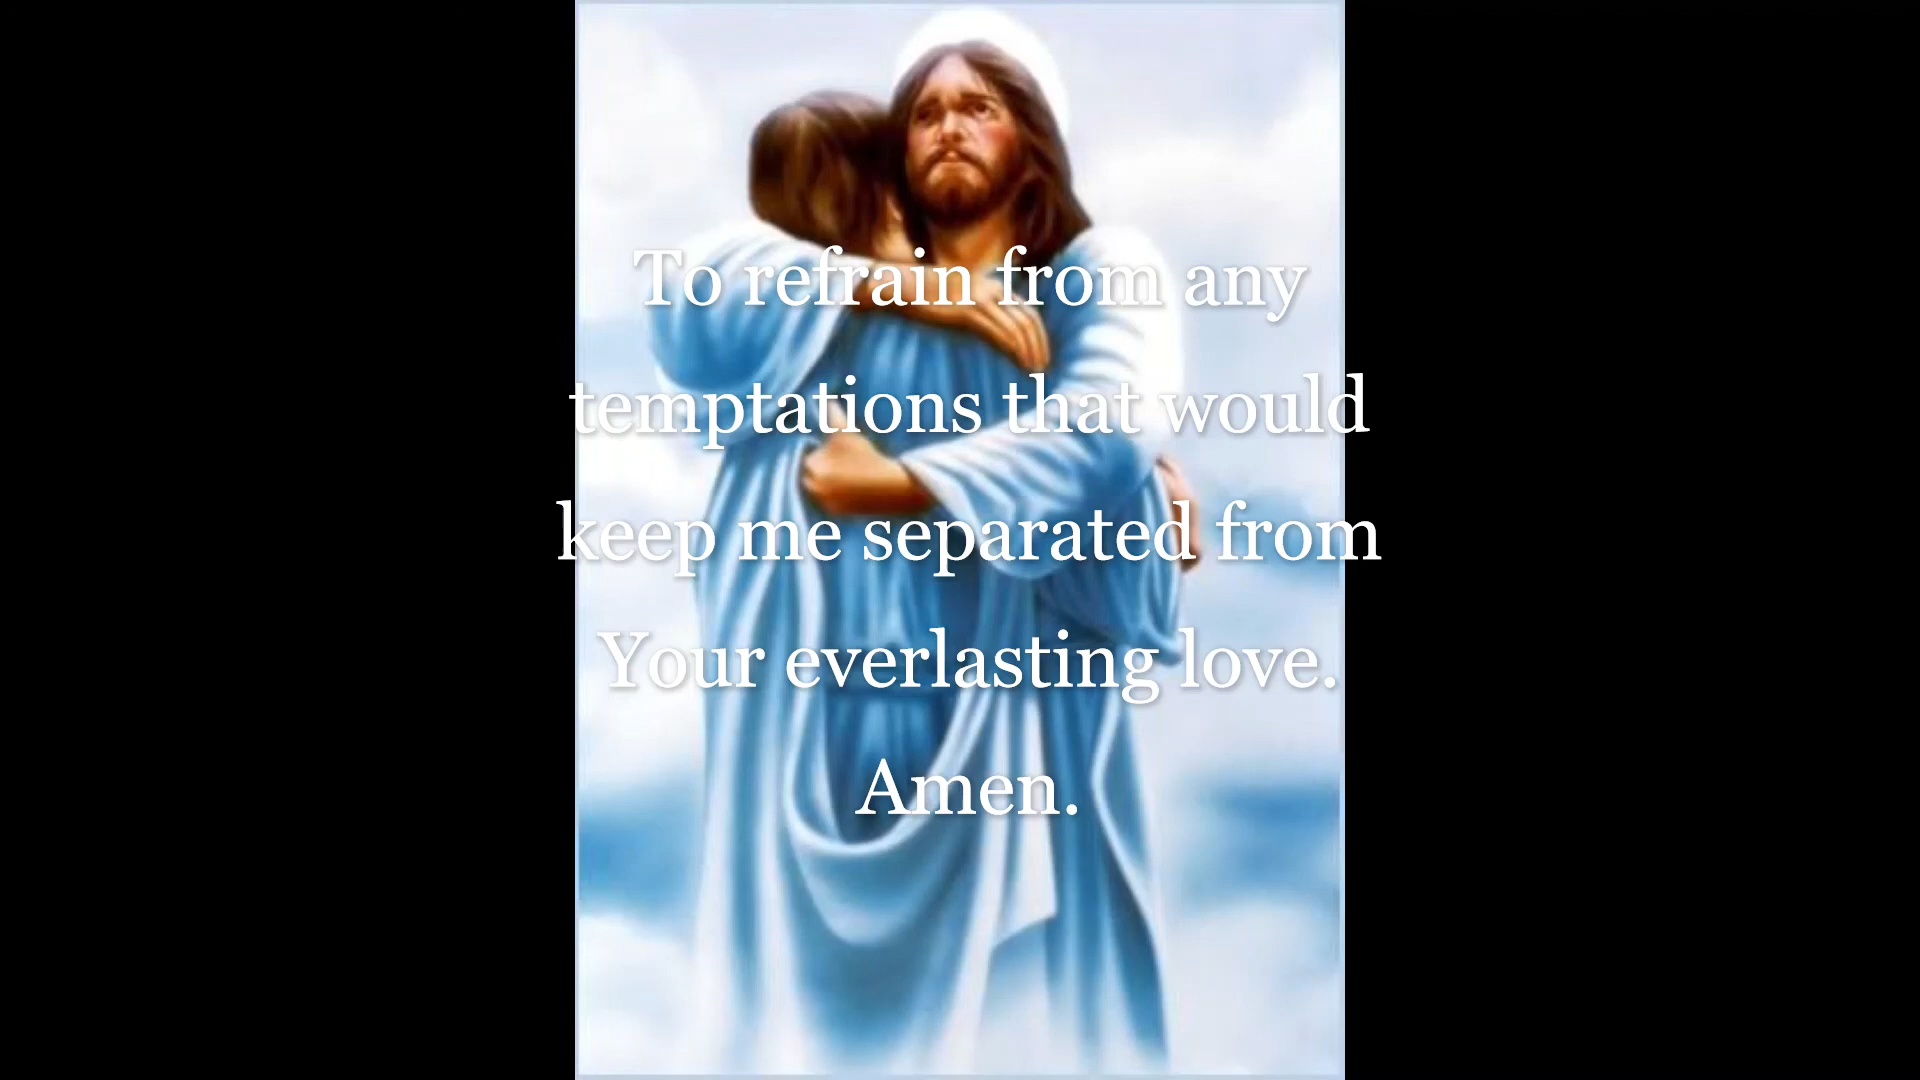 To refrain from any
temptations that would
keep me separated from
Your everlasting love.
Amen.